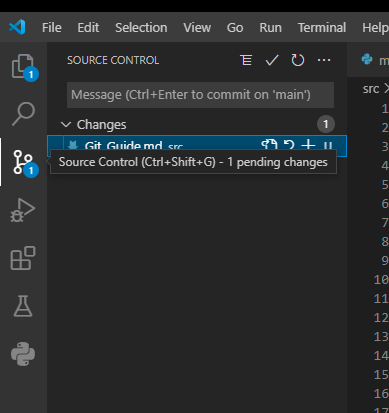 File Edit Selection View Go Run Terminal Hel
SOURCE CONTROL
m
1
Message (Ctrl+Enter to commit on 'main')
src
Changes 1
Git_Guide.md src U
Source Control (Ctrl+Shift+G) - 1 pending changes
1
1
2
3
4
5
6
7
8
9
10
11
12
13
14
15
16
17